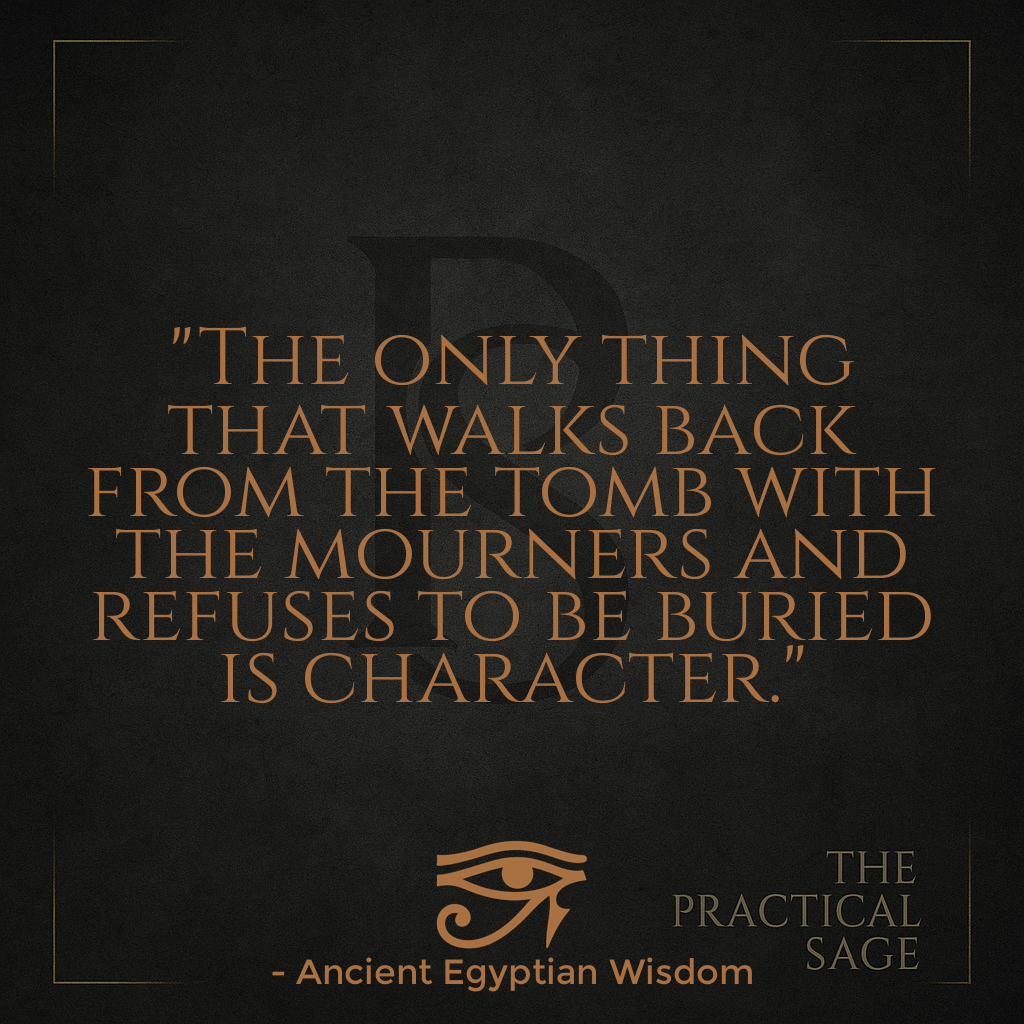 "The only thing
that walks back
from the tomb with
the mourners and
refuses to be buried
is character."
- Ancient Egyptian Wisdom
THE
PRACTICAL
SAGE
PS